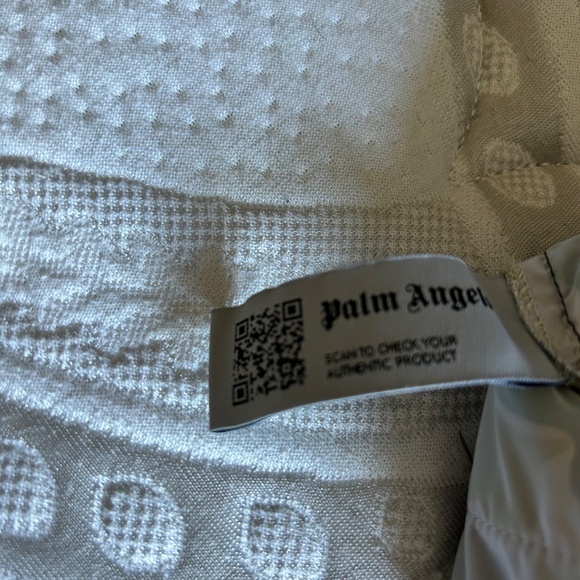 Palm Angel
SCAN TO CHECK YOUR
AUTHENTIC PRODUCT